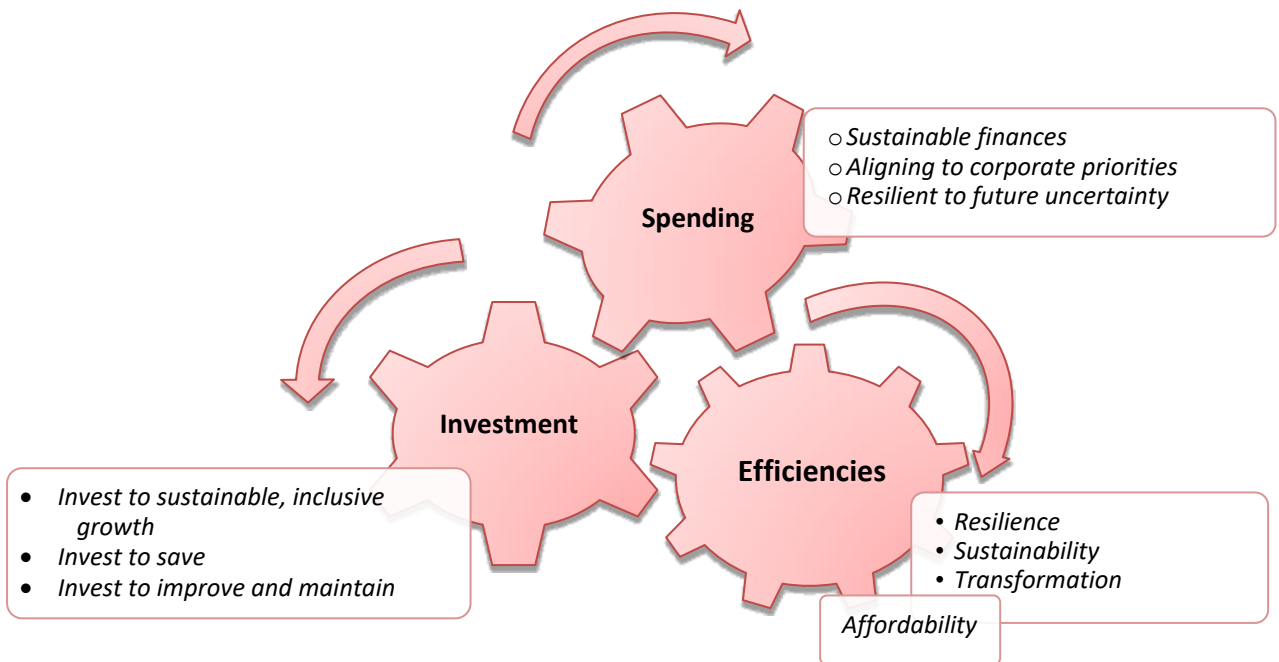 ○ Sustainable finances
○ Aligning to corporate priorities
○ Resilient to future uncertainty
Spending
Investment
Efficiencies
• Invest to sustainable, inclusive
growth
• Invest to save
• Invest to improve and maintain
• Resilience
• Sustainability
• Transformation
Affordability